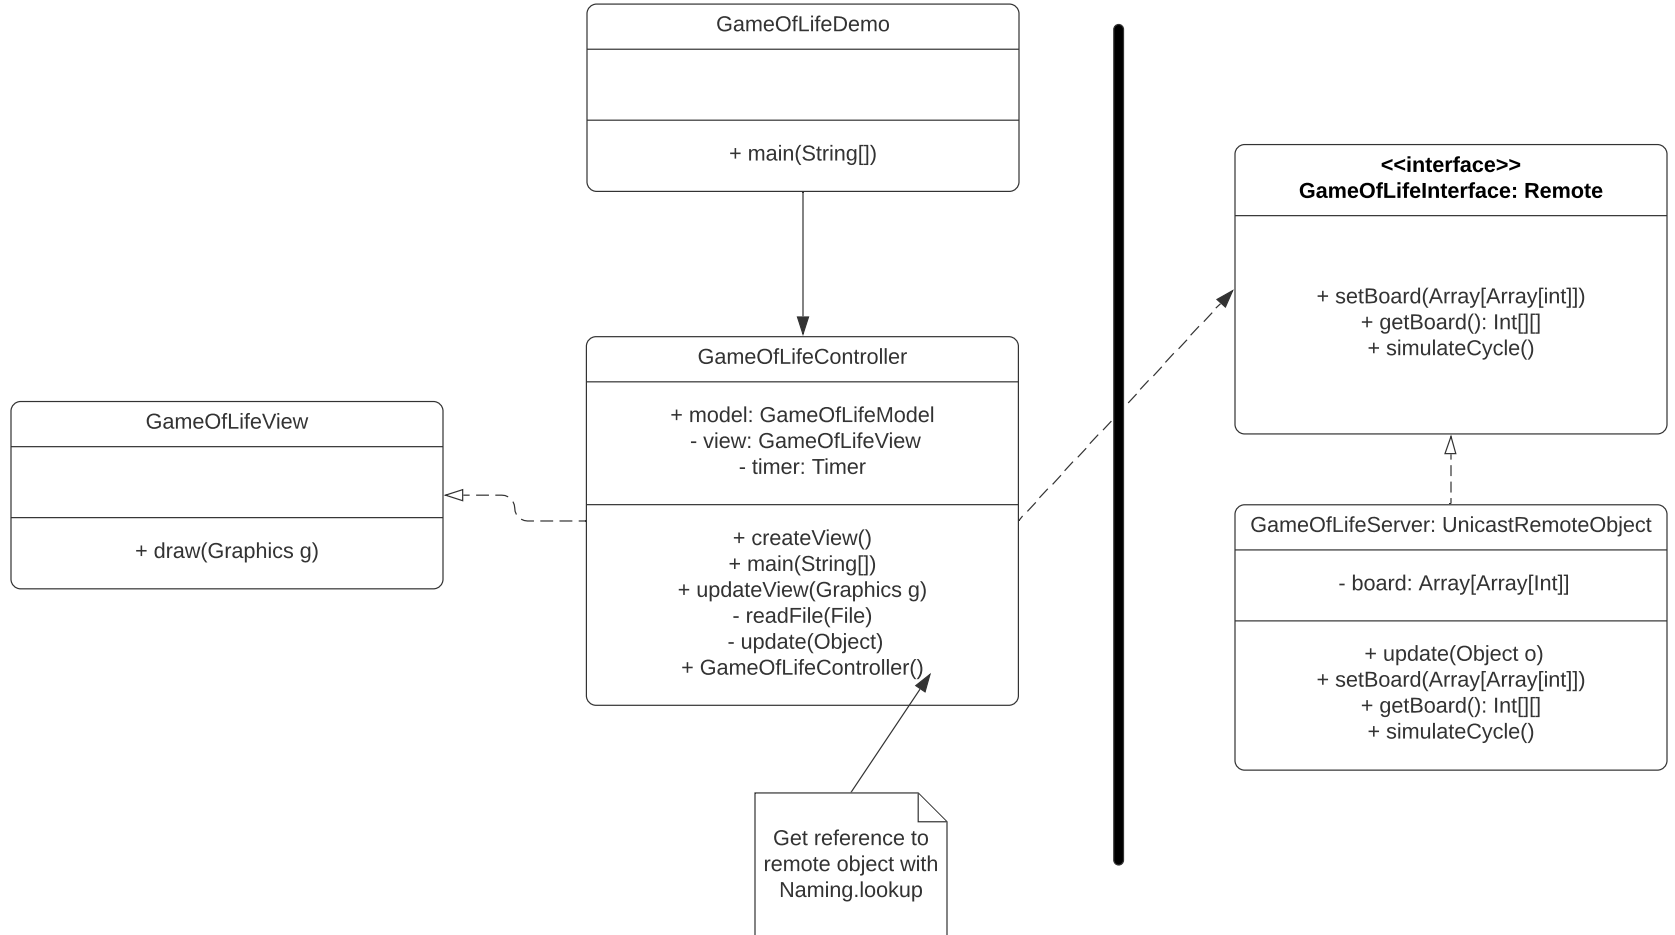 GameOfLifeDemo
+ main(String[])
GameOfLifeController
+ model: GameOfLifeModel
- view: GameOfLifeView
- timer: Timer
+ createView()
+ main(String[])
+ updateView(Graphics g)
- readFile(File)
- update(Object)
+ GameOfLifeController()
GameOfLifeView
+ draw(Graphics g)
Get reference to
remote object with
Naming.lookup
<<interface>>
GameOfLifeInterface: Remote
+ setBoard(Array[Array[int]])
+ getBoard(): Int[][]
+ simulateCycle()
GameOfLifeServer: UnicastRemoteObject
- board: Array[Array[Int]]
+ update(Object o)
+ setBoard(Array[Array[int]])
+ getBoard(): Int[][]
+ simulateCycle()